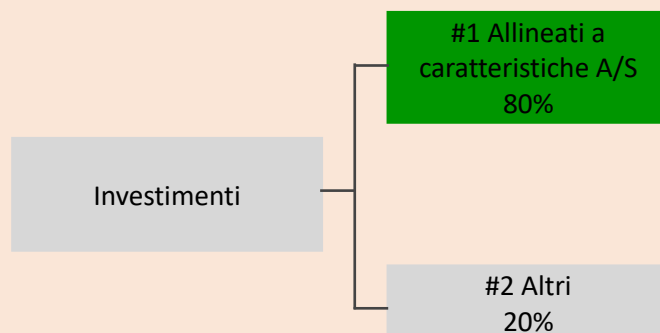 #1 Allineati a
caratteristiche A/S
80%
Investimenti
#2 Altri
20%